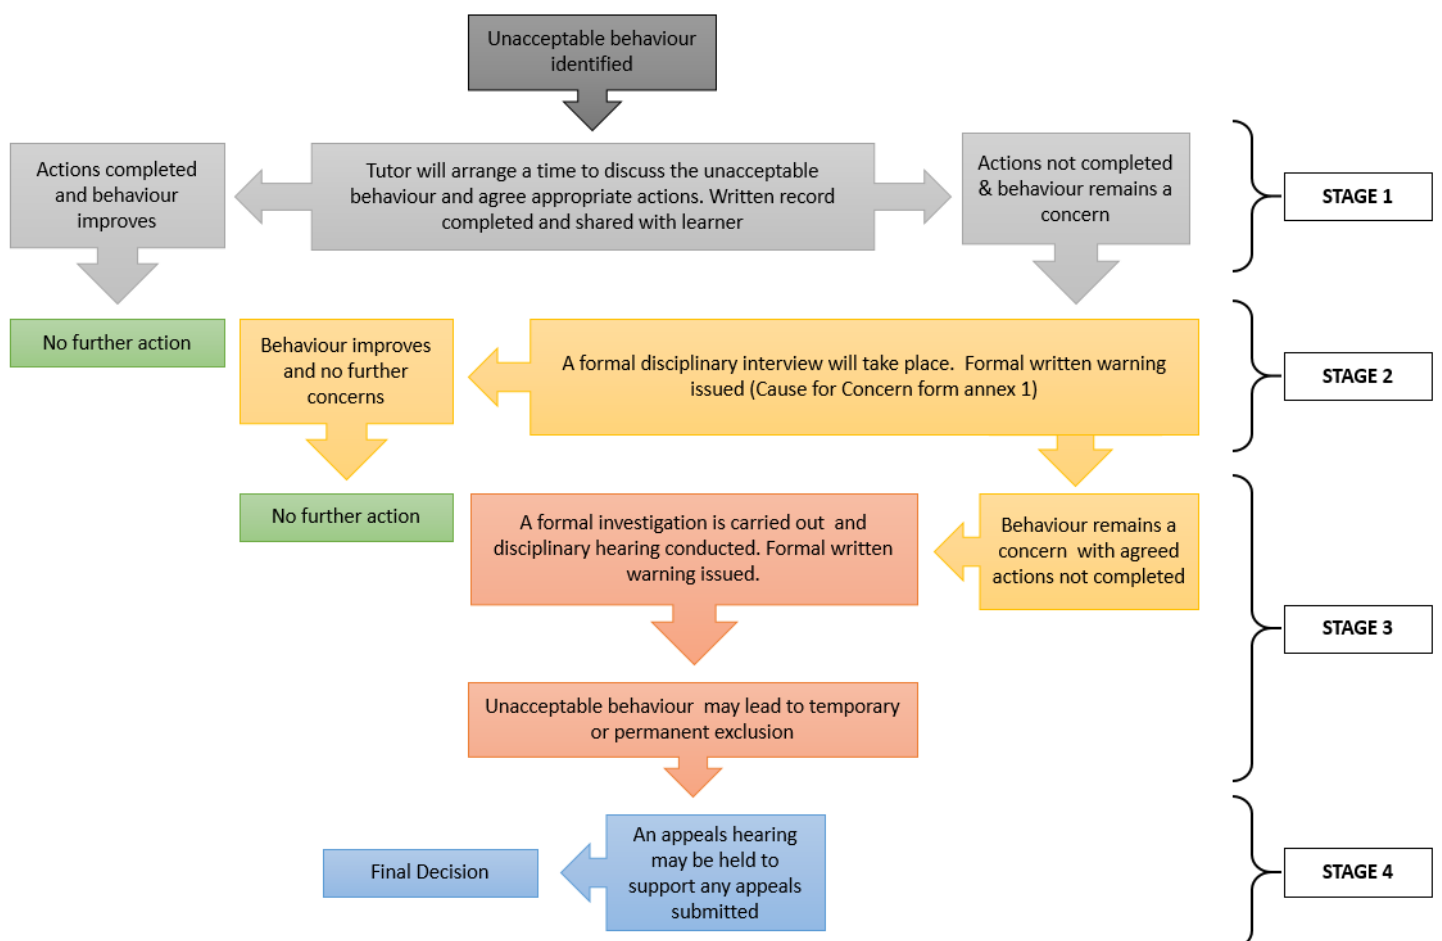 Unacceptable behaviour
identified
Actions completed
and behaviour
improves
Tutor will arrange a time to discuss the unacceptable
behaviour and agree appropriate actions. Written record
completed and shared with learner
Actions not completed
& behaviour remains a
concern
STAGE 1
No further action
Behaviour improves
and no further
concerns
A formal disciplinary interview will take place.  Formal written warning
issued (Cause for Concern form annex 1)
STAGE 2
No further action
A formal investigation is carried out  and
disciplinary hearing conducted. Formal written
warning issued.
Behaviour remains a
concern  with agreed
actions not completed
STAGE 3
Unacceptable behaviour  may lead to temporary
or permanent exclusion
An appeals hearing
may be held to
support any appeals
submitted
Final Decision
STAGE 4